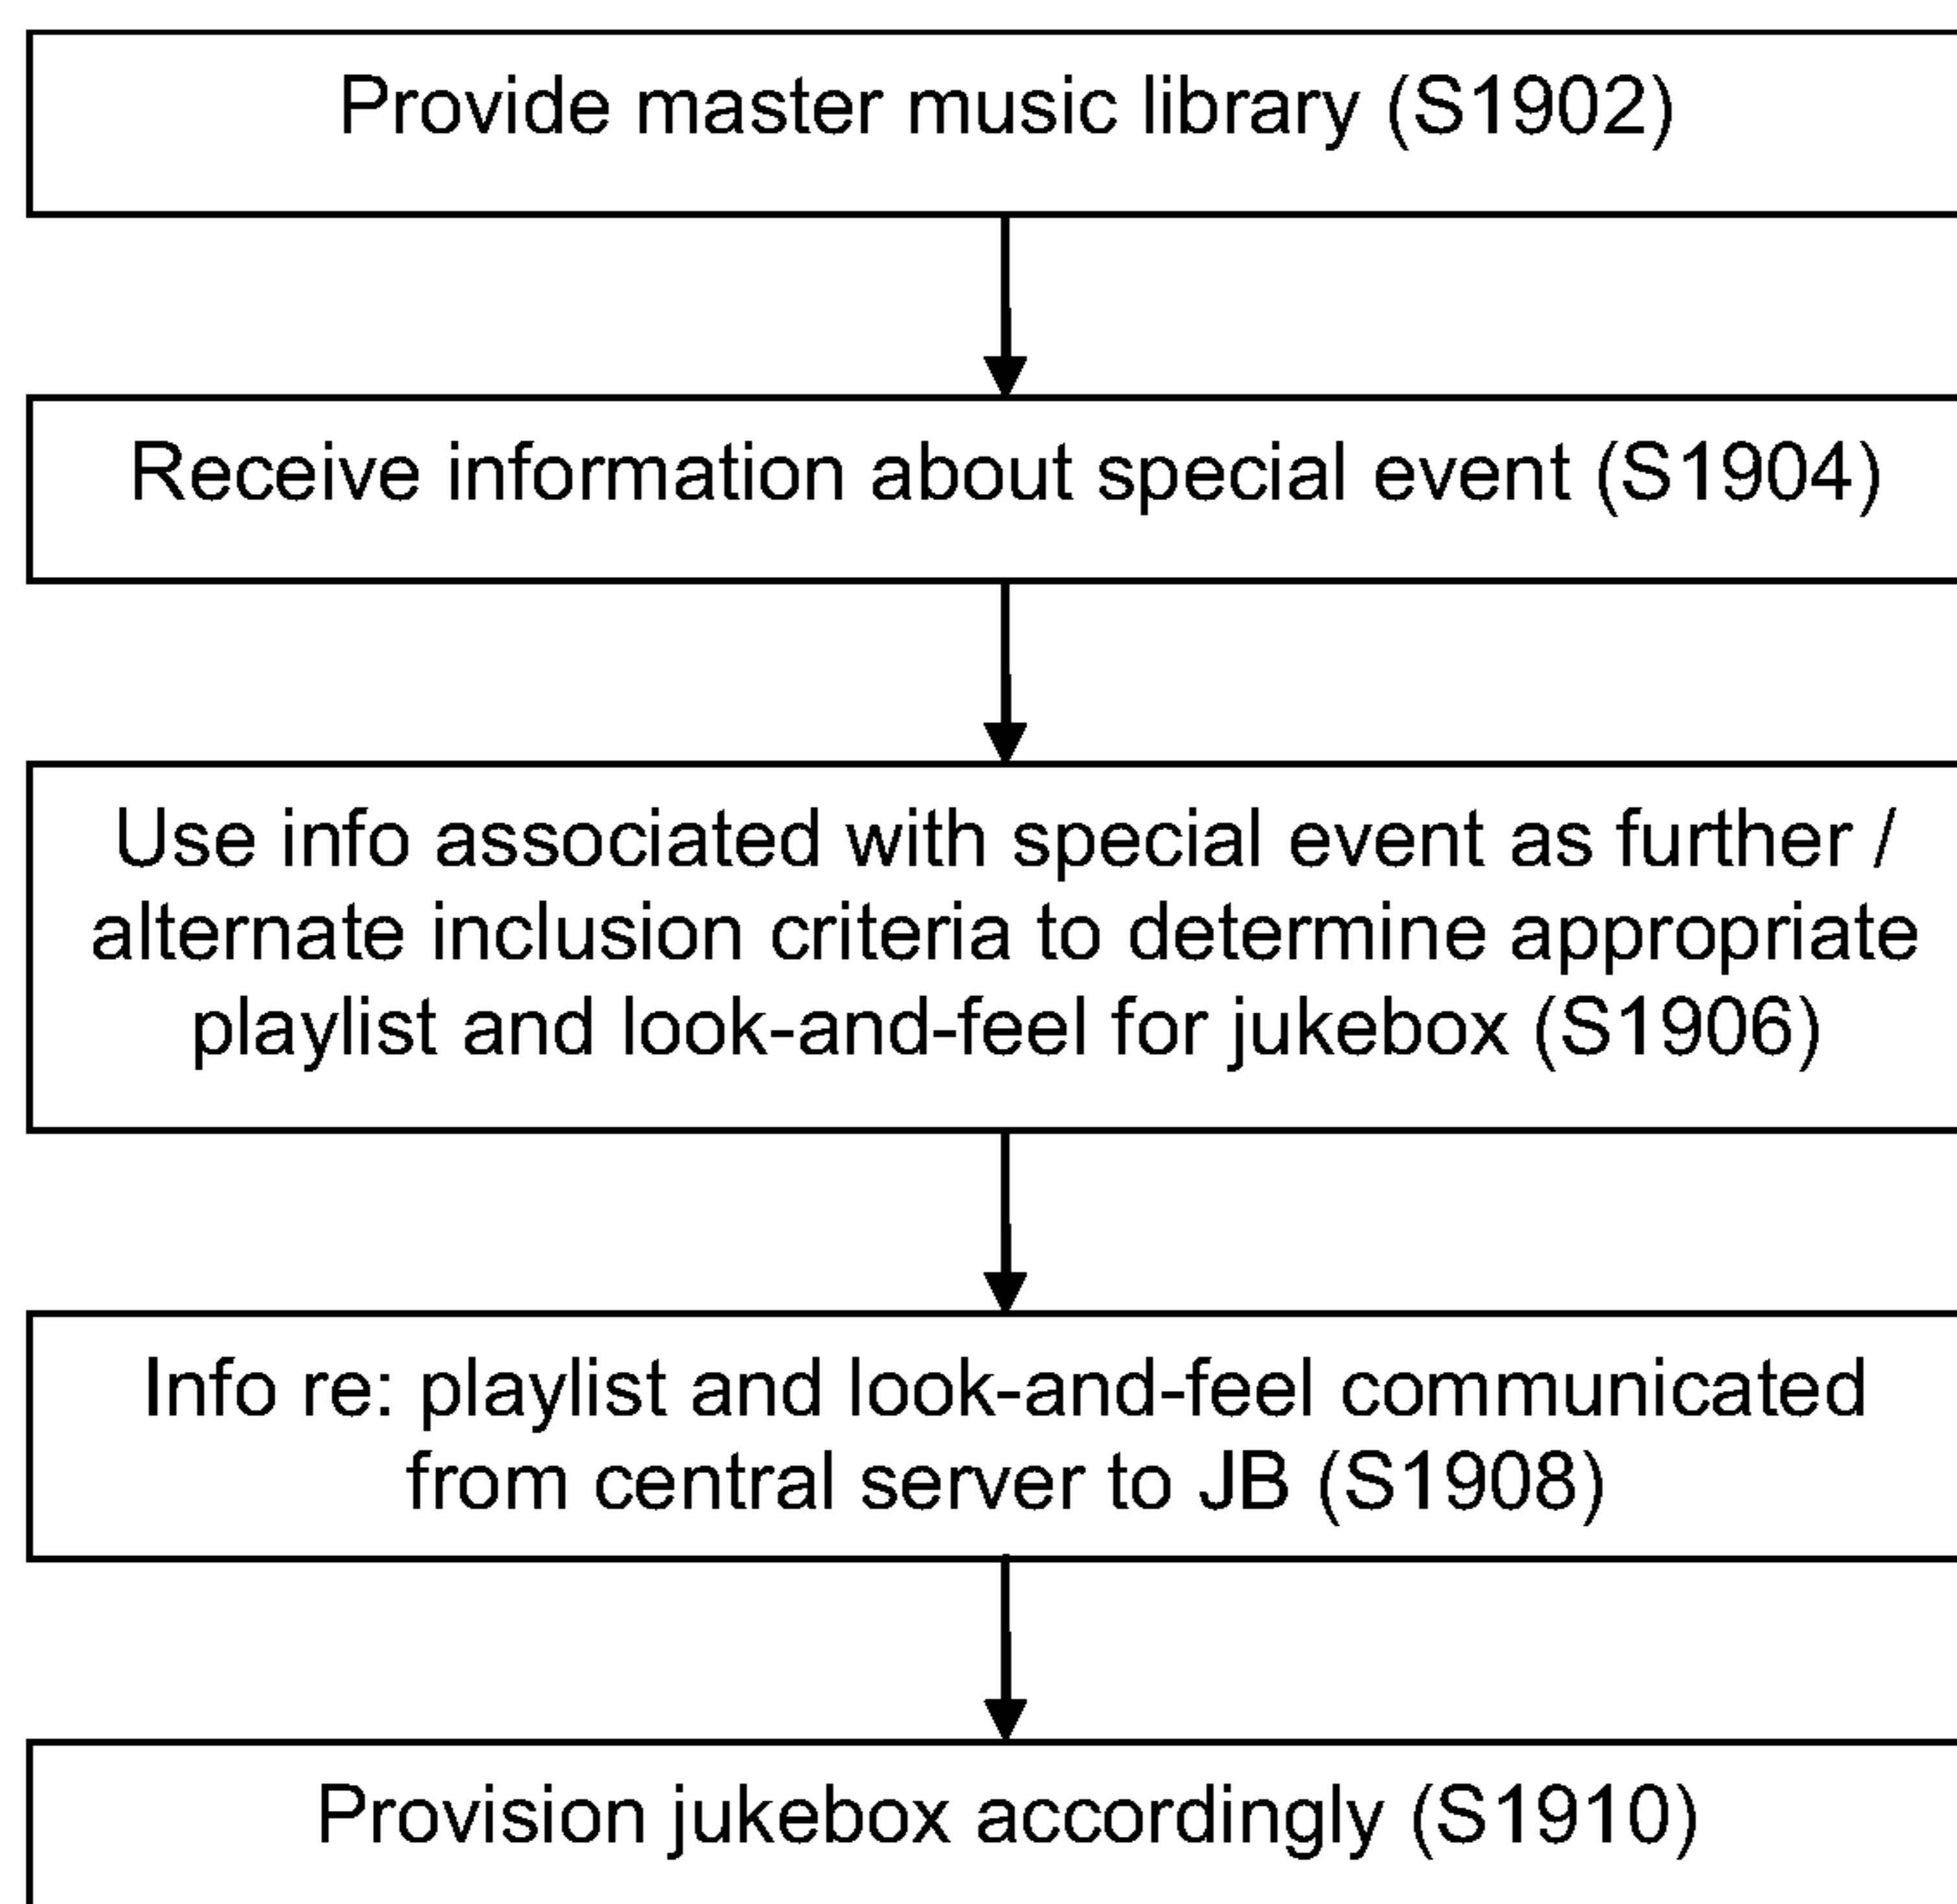 Provide master music library (S1902)
Receive information about special event (S1904)
Use info associated with special event as further /
alternate inclusion criteria to determine appropriate
playlist and look-and-feel for jukebox (S1906)
Info re: playlist and look-and-feel communicated
from central server to JB (S1908)
Provision jukebox accordingly (S1910)